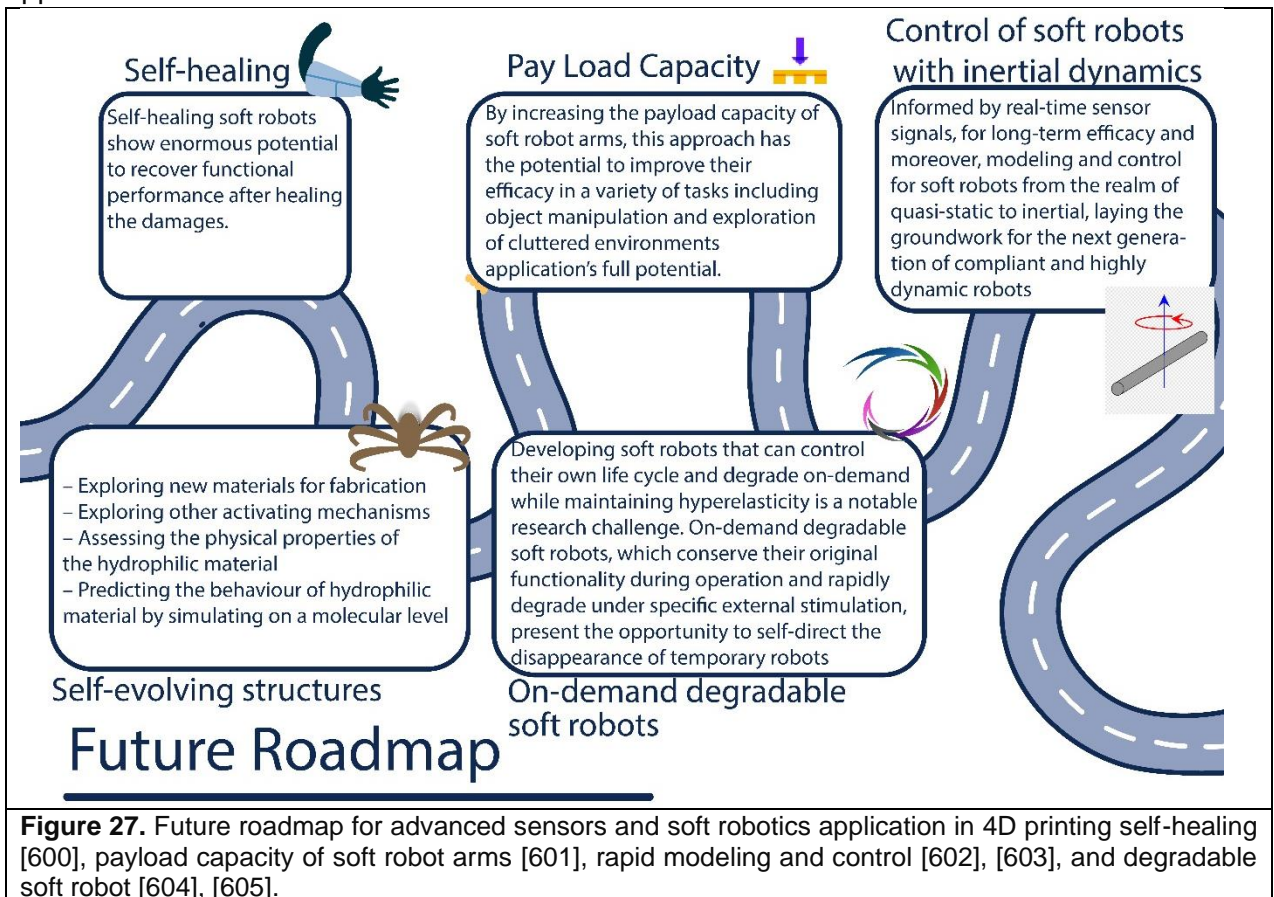 Self-healing
Self-healing soft robots
show enormous potential
to recover functional
performance after healing
the damages.
Pay Load Capacity
By increasing the payload capacity of
soft robot arms, this approach has
the potential to improve their
efficacy in a variety of tasks including
object manipulation and exploration
of cluttered environments
application's full potential.
Control of soft robots
with inertial dynamics
Informed by real-time sensor
signals, for long-term efficacy and
moreover, modeling and control
for soft robots from the realm of
quasi-static to inertial, laying the
groundwork for the next genera-
tion of compliant and highly
dynamic robots
– Exploring new materials for fabrication
– Exploring other activating mechanisms
– Assessing the physical properties of
the hydrophilic material
– Predicting the behaviour of hydrophilic
material by simulating on a molecular level
Self-evolving structures
Developing soft robots that can control
their own life cycle and degrade on-demand
while maintaining hyperelasticity is a notable
research challenge. On-demand degradable
soft robots, which conserve their original
functionality during operation and rapidly
degrade under specific external stimulation,
present the opportunity to self-direct the
disappearance of temporary robots
On-demand degradable
soft robots
Future Roadmap
Figure 27. Future roadmap for advanced sensors and soft robotics application in 4D printing self-healing
[600], payload capacity of soft robot arms [601], rapid modeling and control [602], [603], and degradable
soft robot [604], [605].